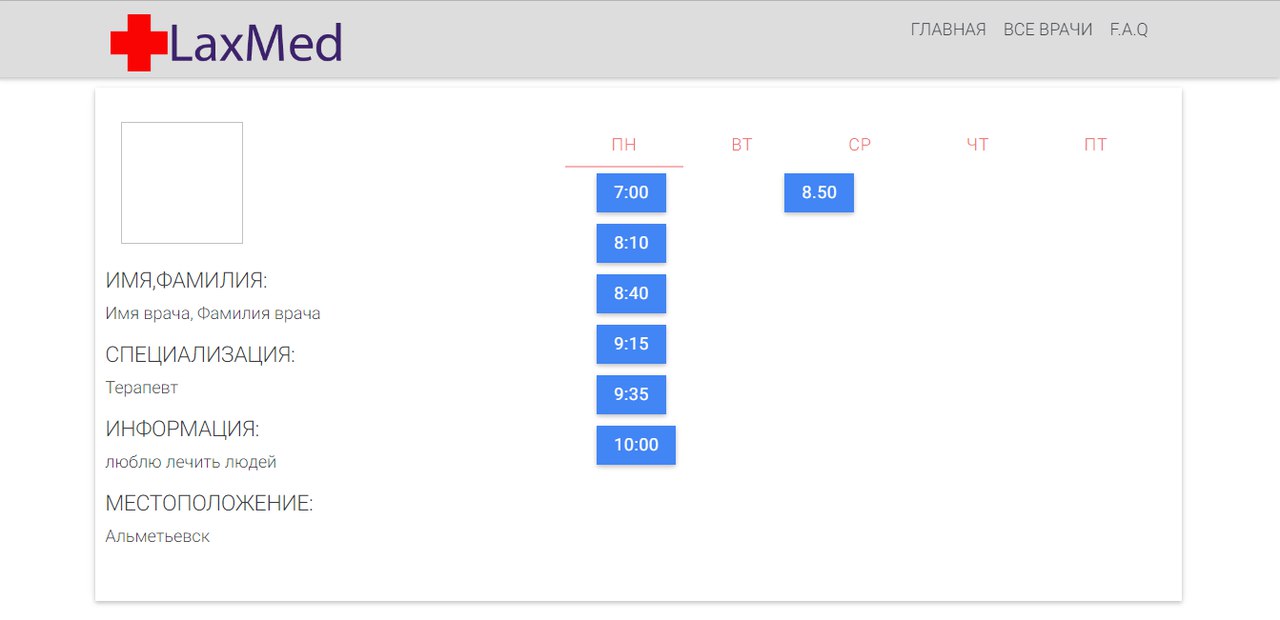 LaxMed
ГЛАВНАЯ ВСЕ ВРАЧИ F.A.Q
ИМЯ,ФАМИЛИЯ:
Имя врача, Фамилия врача
СПЕЦИАЛИЗАЦИЯ:
Терапевт
ИНФОРМАЦИЯ:
люблю лечить людей
МЕСТОПОЛОЖЕНИЕ:
Альметьевск
ПН ВТ СР ЧТ ПТ
7:00 8.50
8:10
8:40
9:15
9:35
10:00